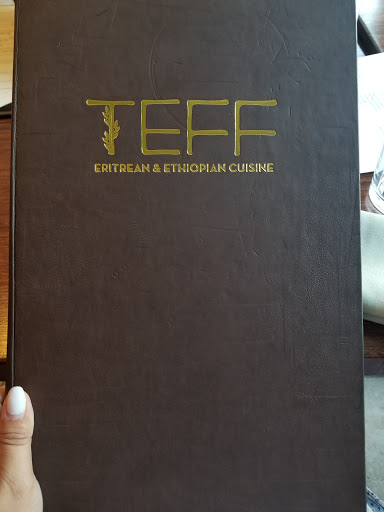 TEFF
ERITREAN & ETHIOPIAN CUISINE